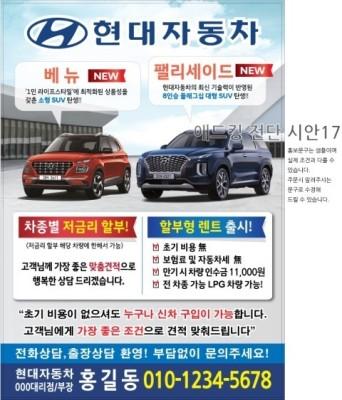 현대자동차
베 뉴 NEW
'1인 라이프스타일'에 최적화된 상품성을
갖춘 소형 SUV 탄생!!
팰리세이드 NEW
현대자동차의 최신 기술력이 반영된
8인승 플래그십 대형 SUV 탄생!!
애드킹 전단 시안17
홍보문구는 샘플이며
실제 조건과 다를 수
있습니다.
주문시 알려주시는
문구로 수정해
드릴 수 있습니다.
차종별 저금리 할부!
(저금리 할부 해당 차량에 한해서 가능)
고객님께 가장 좋은 맞춤견적으로
행복한 상담 드리겠습니다.
할부형 렌트 출시!
초기 비용 無
보험료 및 자동차세 無
만기시 차량 인수금 11,000원
전 차종 가능 LPG 차량 가능!
“초기 비용이 없으셔도 누구나 신차 구입이 가능합니다.
고객님에게 가장 좋은 조건으로 견적 맞춰드립니다”
전화상담,출장상담 환영! 부담없이 문의주세요!
현대자동차
000대리점/부장 홍길동 010-1234-5678